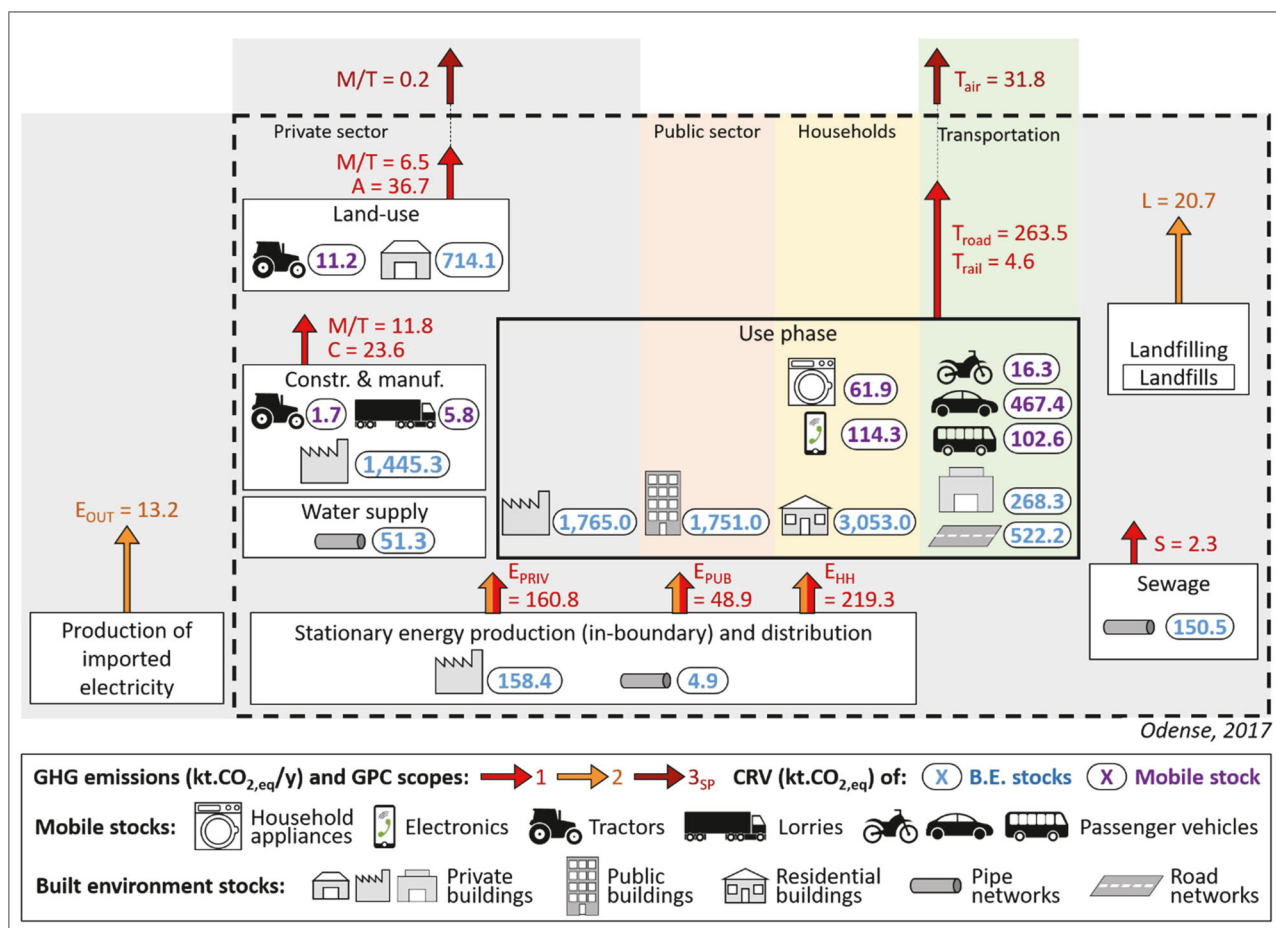 M/T = 0.2
T_air = 31.8
Private sector
Public sector
Households
Transportation
M/T = 6.5
A = 36.7
Land-use
11.2
714.1
L = 20.7
T_road = 263.5
T_rail = 4.6
M/T = 11.8
C = 23.6
Use phase
Constr. & manuf.
1.7
5.8
1,445.3
61.9
114.3
16.3
467.4
102.6
Landfilling
Landfills
Water supply
51.3
1,765.0
1,751.0
3,053.0
268.3
522.2
E_OUT = 13.2
E_PRIV
= 160.8
E_PUB
= 48.9
E_HH
= 219.3
S = 2.3
Production of
imported
electricity
Stationary energy production (in-boundary) and distribution
158.4
4.9
Sewage
150.5
Odense, 2017
GHG emissions (kt.CO2,eq/y) and GPC scopes: 1 2 3SP CRV (kt.CO2,eq) of: X B.E. stocks X Mobile stock
Mobile stocks: Household appliances Electronics Tractors Lorries Passenger vehicles
Built environment stocks: Private buildings Public buildings Residential buildings Pipe networks Road networks